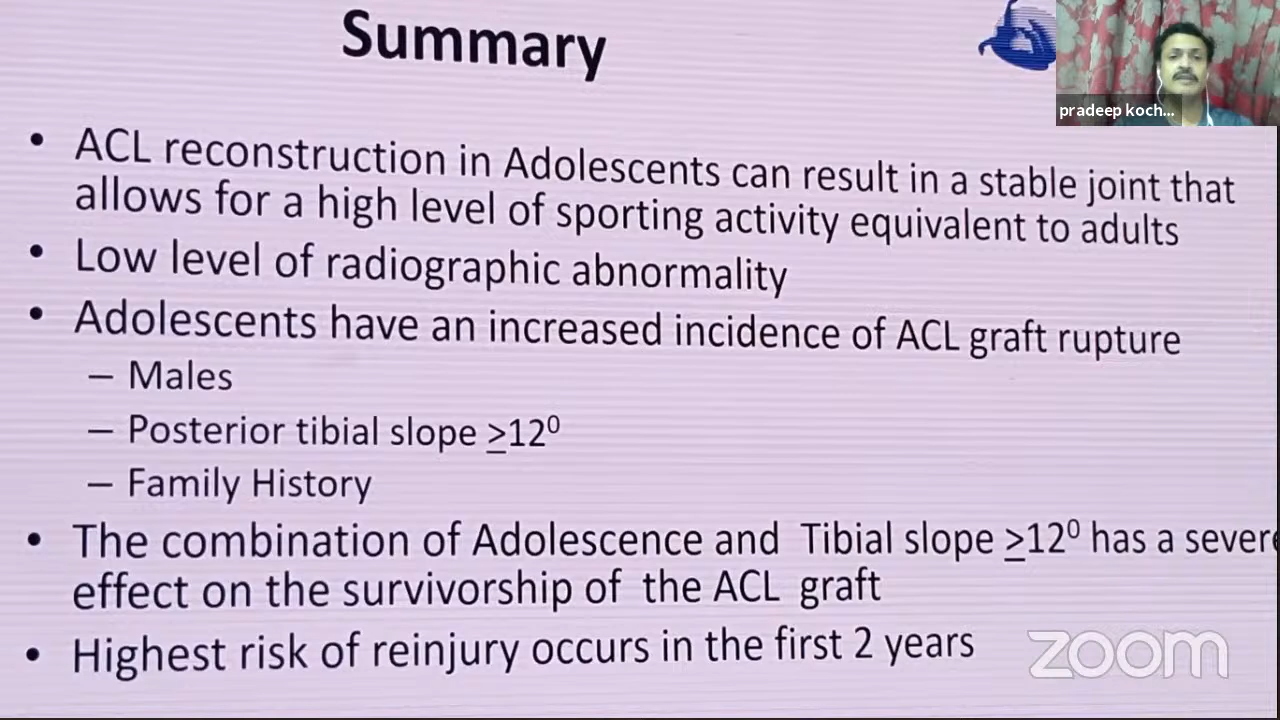 Summary
pradeep koch...
• ACL reconstruction in Adolescents can result in a stable joint that
allows for a high level of sporting activity equivalent to adults
• Low level of radiographic abnormality
• Adolescents have an increased incidence of ACL graft rupture
– Males
– Posterior tibial slope ≥12⁰
– Family History
• The combination of Adolescence and Tibial slope ≥12⁰ has a severe
effect on the survivorship of the ACL graft
• Highest risk of reinjury occurs in the first 2 years
zoom